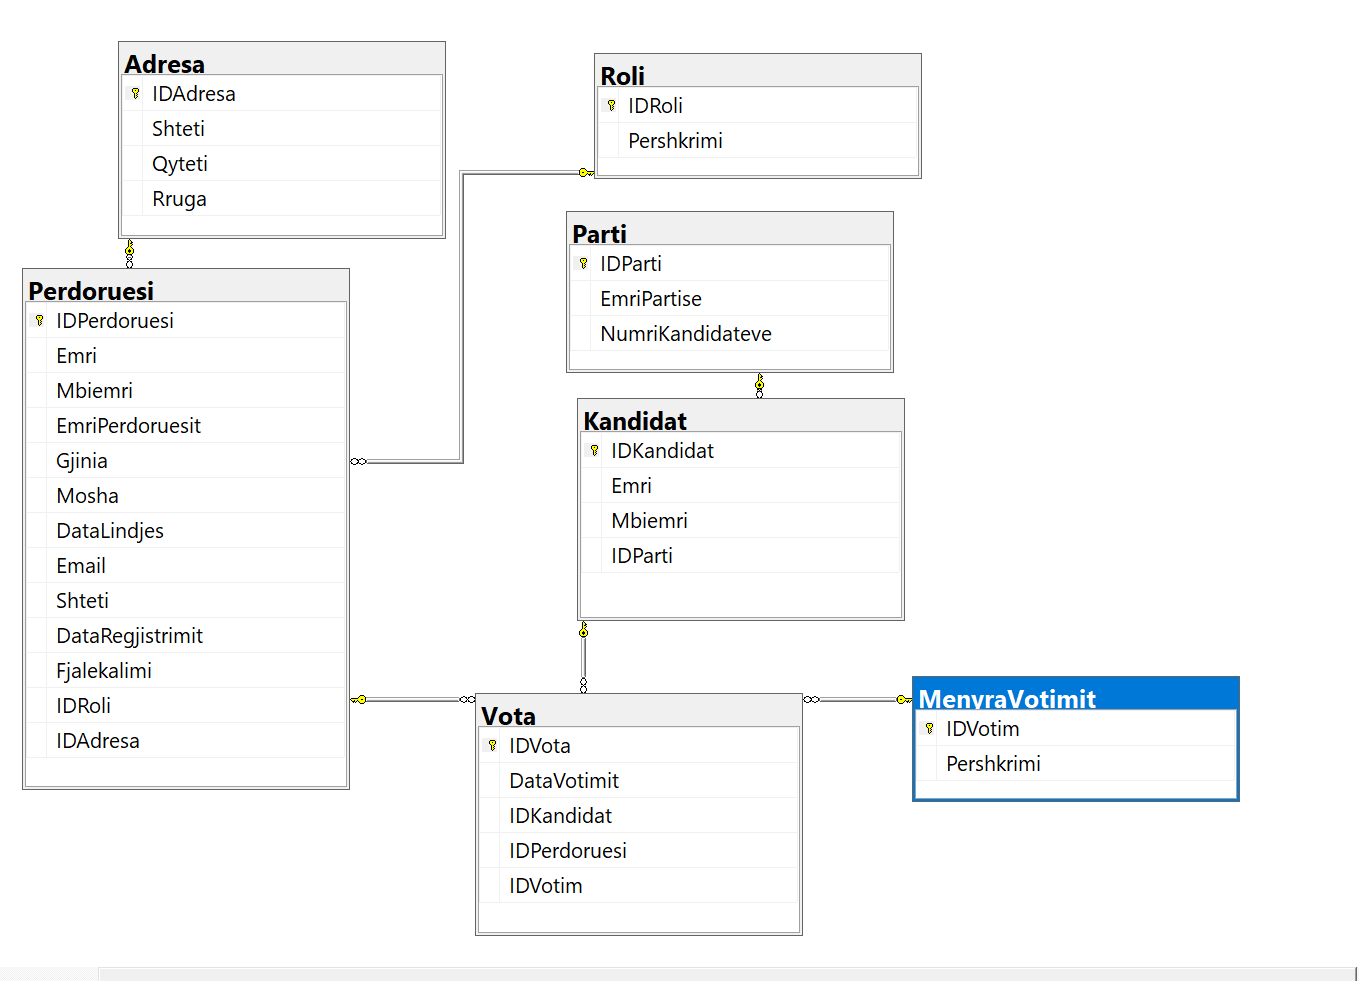 Adresa
IDAdresa
Shteti
Qyteti
Rruga
Roli
IDRoli
Pershkrimi
Parti
IDParti
EmriPartise
NumriKandidateve
Perdoruesi
IDPerdoruesi
Emri
Mbiemri
EmriPerdoruesit
Gjinia
Mosha
DataLindjes
Email
Shteti
DataRegjistrimit
Fjalekalimi
IDRoli
IDAdresa
Kandidat
IDKandidat
Emri
Mbiemri
IDParti
Vota
IDVota
DataVotimit
IDKandidat
IDPerdoruesi
IDVotim
MenyraVotimit
IDVotim
Pershkrimi